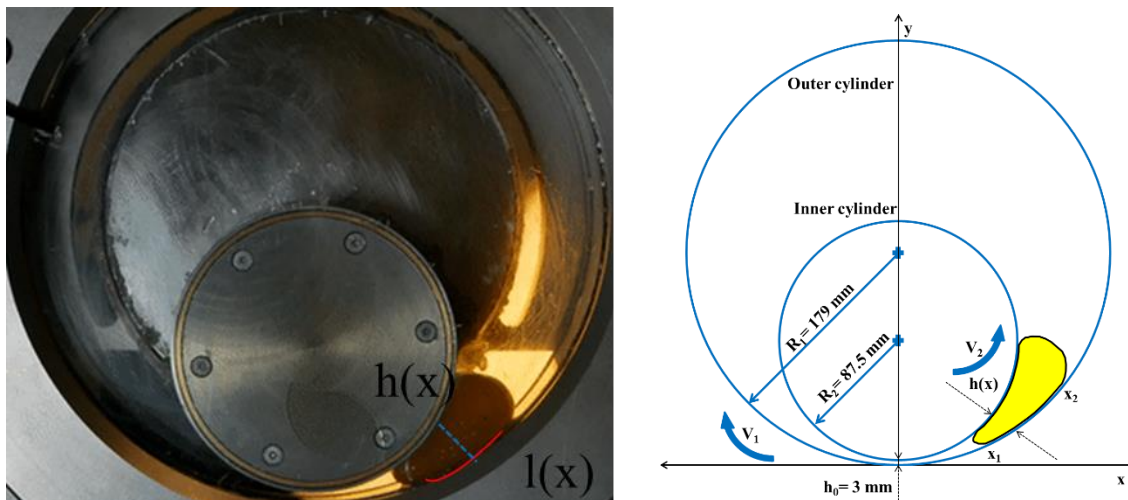 h(x)
l(x)
y
Outer cylinder
Inner cylinder
R₁= 179 mm
R₂= 87.5 mm
V₂
h(x)
x₂
V₁
x₁
x
h₀= 3 mm